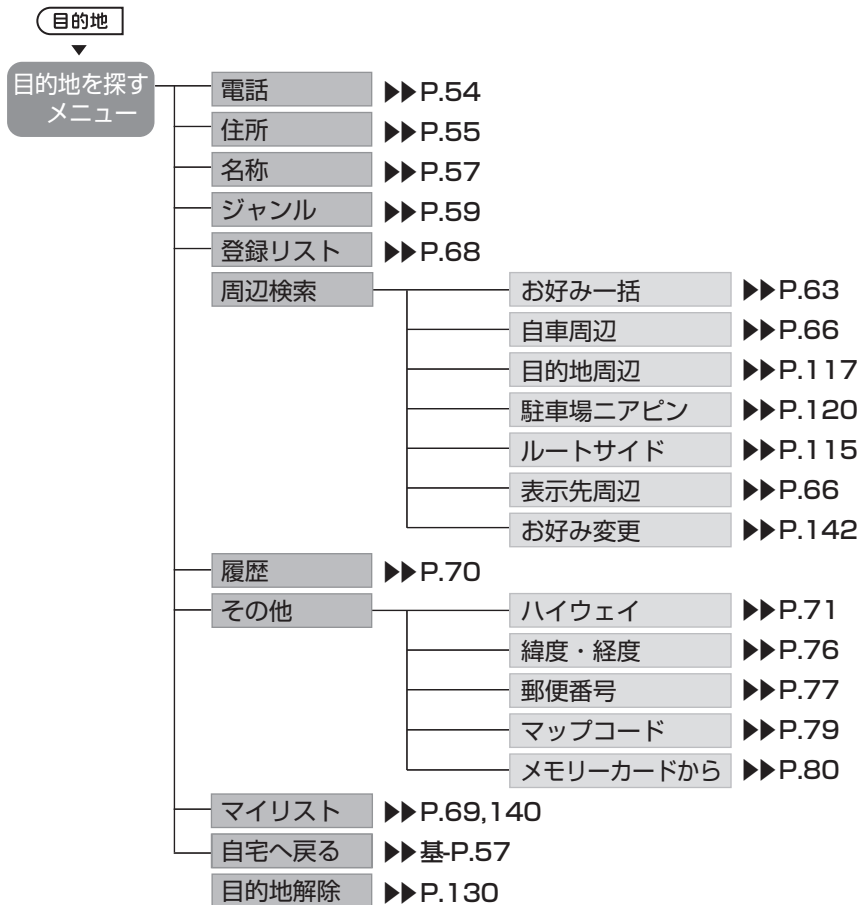 目的地
▼
目的地を探す
メニュー
電話 ▶▶P.54
住所 ▶▶P.55
名称 ▶▶P.57
ジャンル ▶▶P.59
登録リスト ▶▶P.68
周辺検索 お好み一括 ▶▶P.63
自車周辺 ▶▶P.66
目的地周辺 ▶▶P.117
駐車場ニアピン ▶▶P.120
ルートサイド ▶▶P.115
表示先周辺 ▶▶P.66
お好み変更 ▶▶P.142
履歴 ▶▶P.70
その他 ハイウェイ ▶▶P.71
緯度・経度 ▶▶P.76
郵便番号 ▶▶P.77
マップコード ▶▶P.79
メモリーカードから ▶▶P.80
マイリスト ▶▶P.69,140
自宅へ戻る ▶▶基-P.57
目的地解除 ▶▶P.130